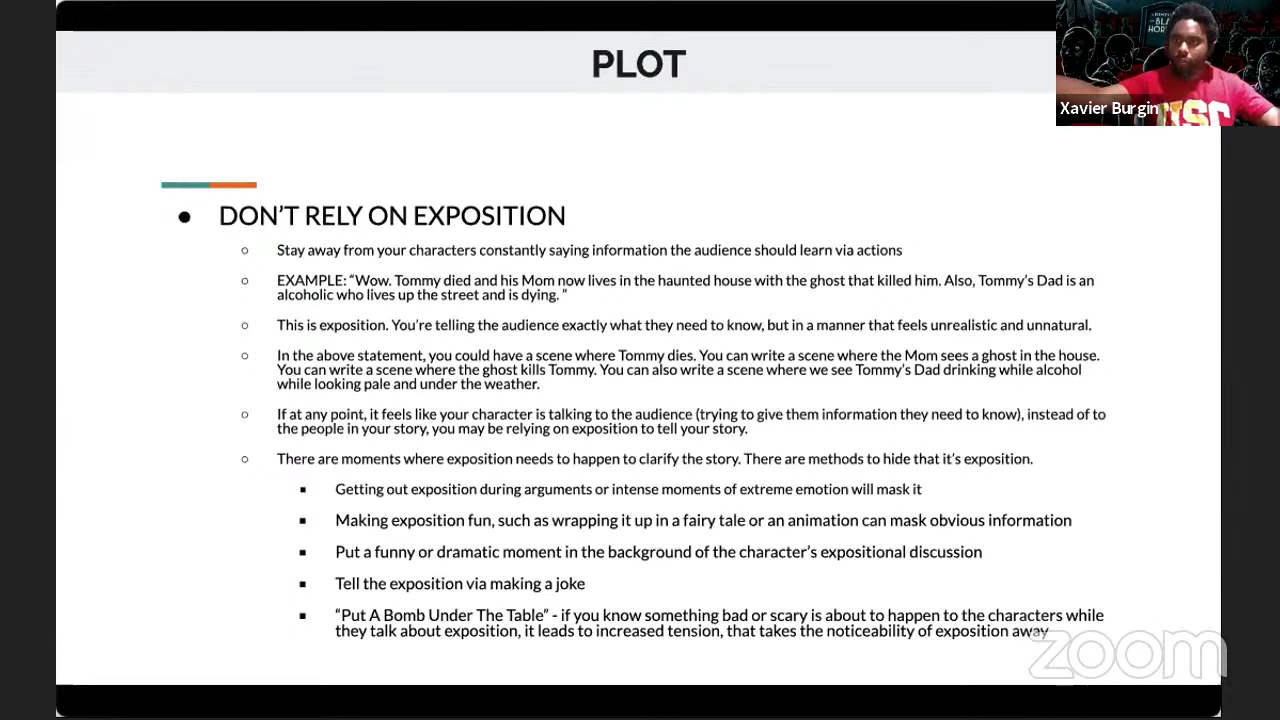 PLOT
Xavier Burgin
USC
DON'T RELY ON EXPOSITION
Stay away from your characters constantly saying information the audience should learn via actions
EXAMPLE: “Wow. Tommy died and his Mom now lives in the haunted house with the ghost that killed him. Also, Tommy's Dad is an
alcoholic who lives up the street and is dying. ”
This is exposition. You're telling the audience exactly what they need to know, but in a manner that feels unrealistic and unnatural.
In the above statement, you could have a scene where Tommy dies. You can write a scene where the Mom sees a ghost in the house.
You can write a scene where the ghost kills Tommy. You can also write a scene where we see Tommy's Dad drinking while alcohol
while looking pale and under the weather.
If at any point, it feels like your character is talking to the audience (trying to give them information they need to know), instead of to
the people in your story, you may be relying on exposition to tell your story.
There are moments where exposition needs to happen to clarify the story. There are methods to hide that it's exposition.
Getting out exposition during arguments or intense moments of extreme emotion will mask it
Making exposition fun, such as wrapping it up in a fairy tale or an animation can mask obvious information
Put a funny or dramatic moment in the background of the character's expositional discussion
Tell the exposition via making a joke
“Put A Bomb Under The Table” - if you know something bad or scary is about to happen to the characters while
they talk about exposition, it leads to increased tension, that takes the noticeability of exposition away
zoom